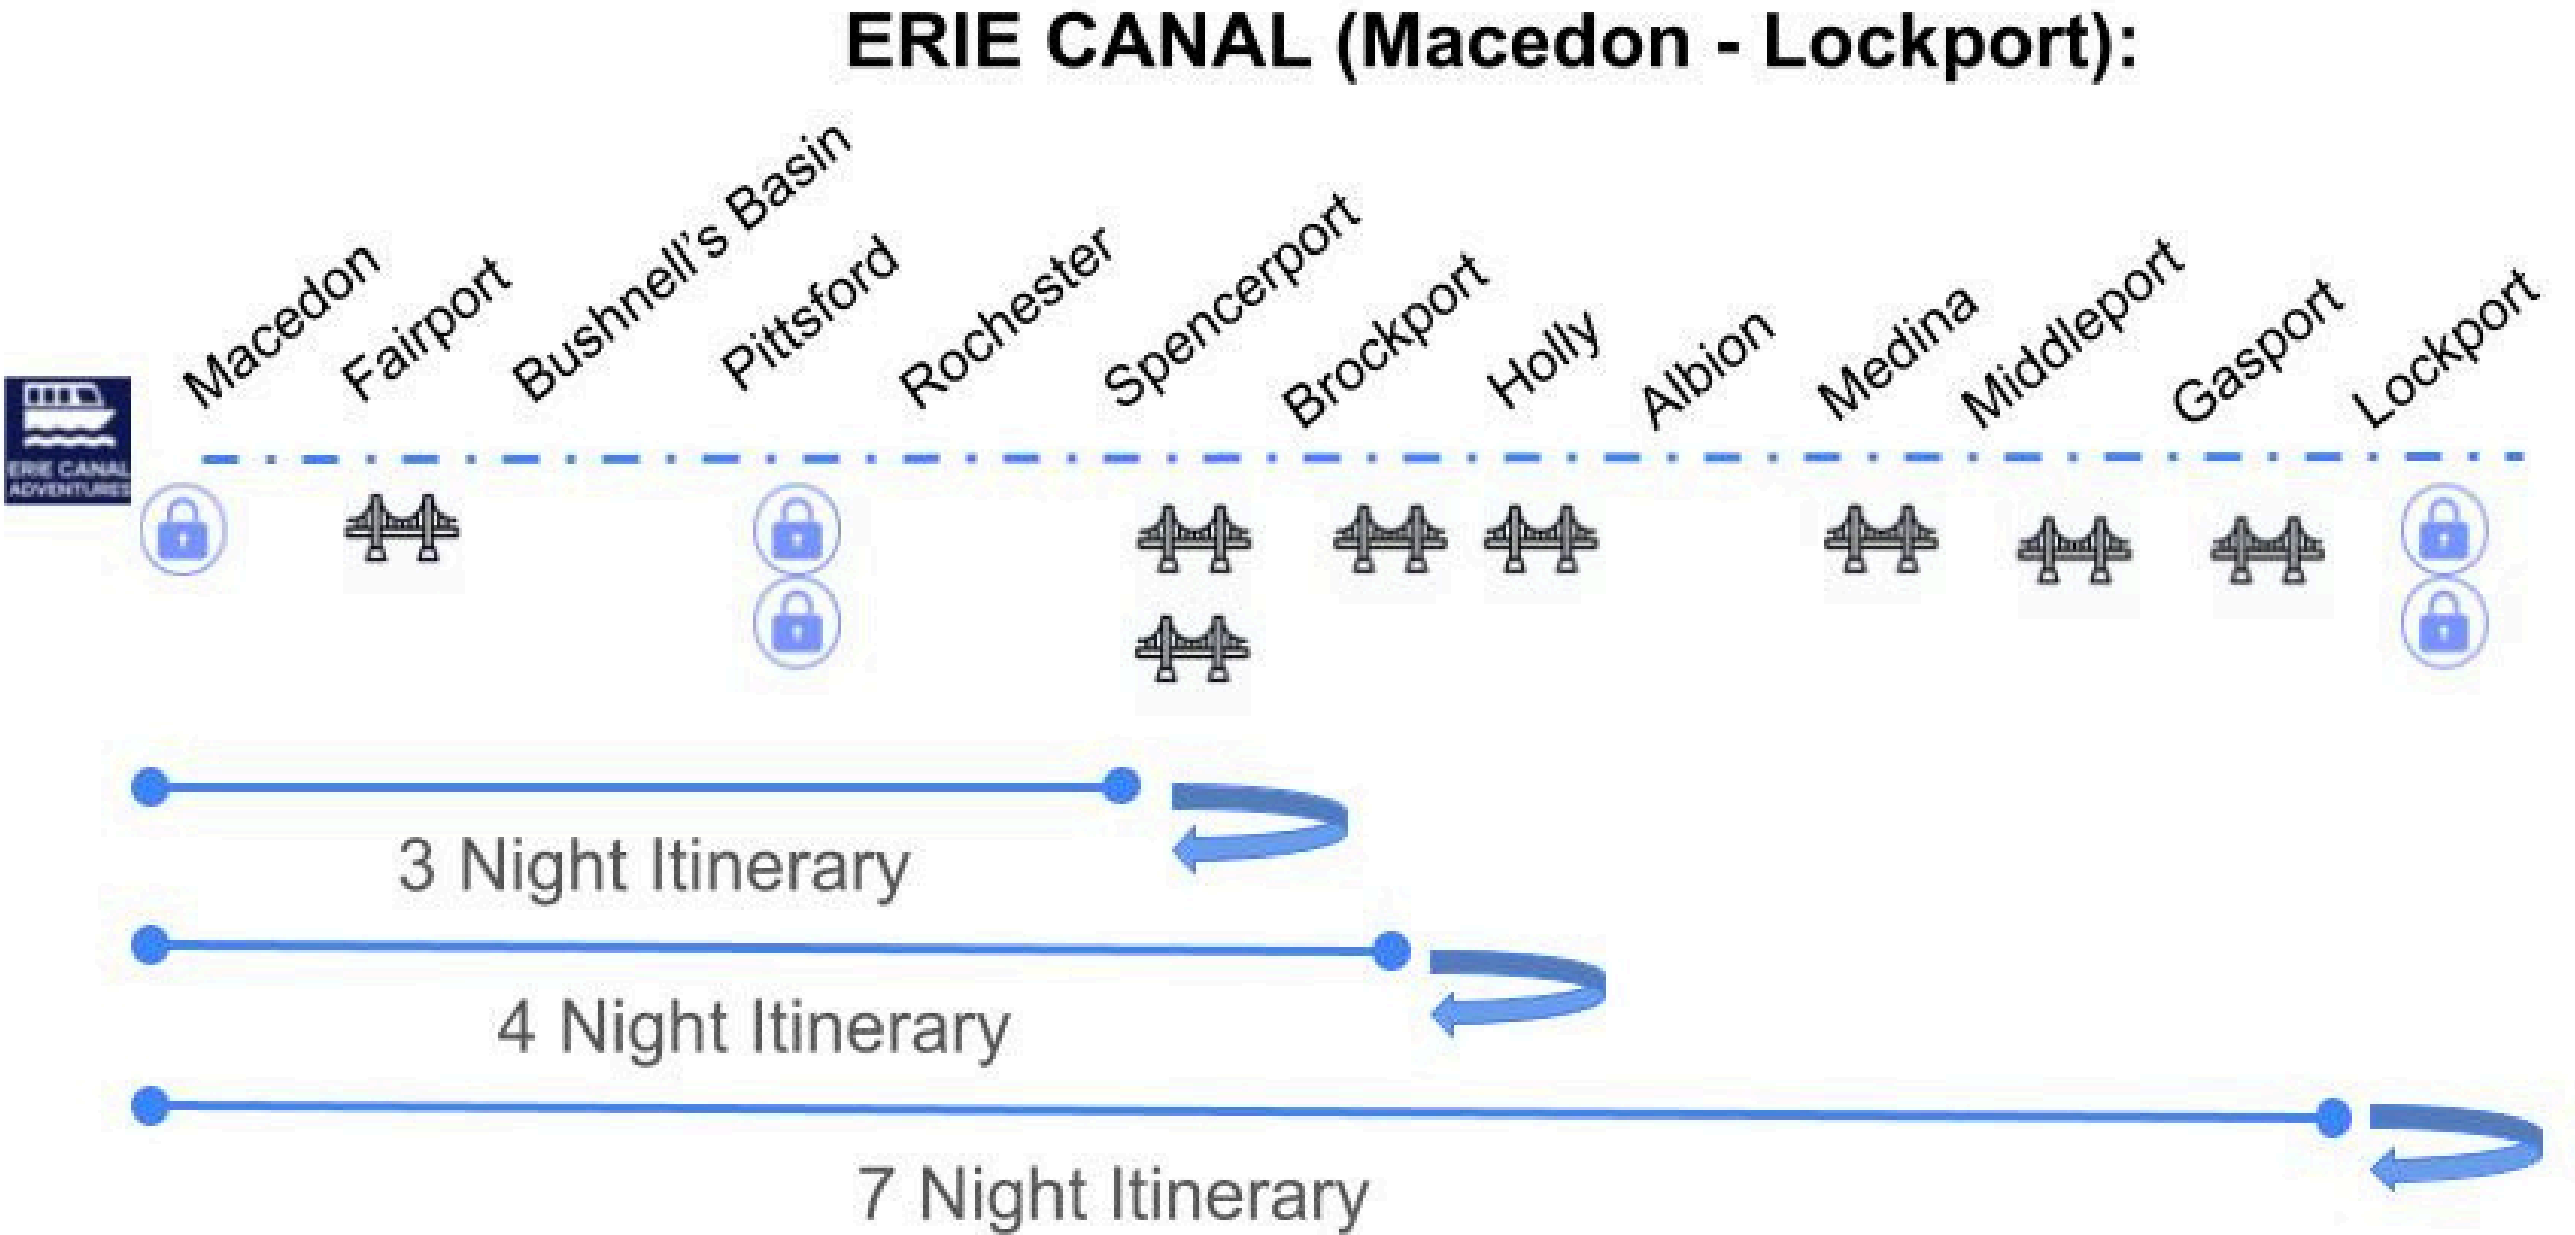 ERIE CANAL (Macedon - Lockport):
Macedon
Fairport
Bushnell's Basin
Pittsford
Rochester
Spencerport
Brockport
Holly
Albion
Medina
Middleport
Gasport
Lockport
ERIE CANAL
ADVENTURES
3 Night Itinerary
4 Night Itinerary
7 Night Itinerary